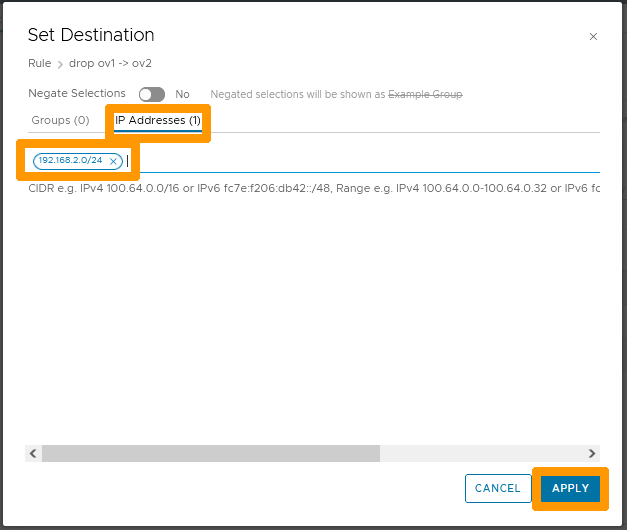 Set Destination
×
Rule > drop ov1 -> ov2
Negate Selections No Negated selections will be shown as Example Group
Groups (0) IP Addresses (1)
192.168.2.0/24 ×
CIDR e.g. IPv4 100.64.0.0/16 or IPv6 fc7e:f206:db42::/48, Range e.g. IPv4 100.64.0.0-100.64.0.32 or IPv6 fc
CANCEL APPLY